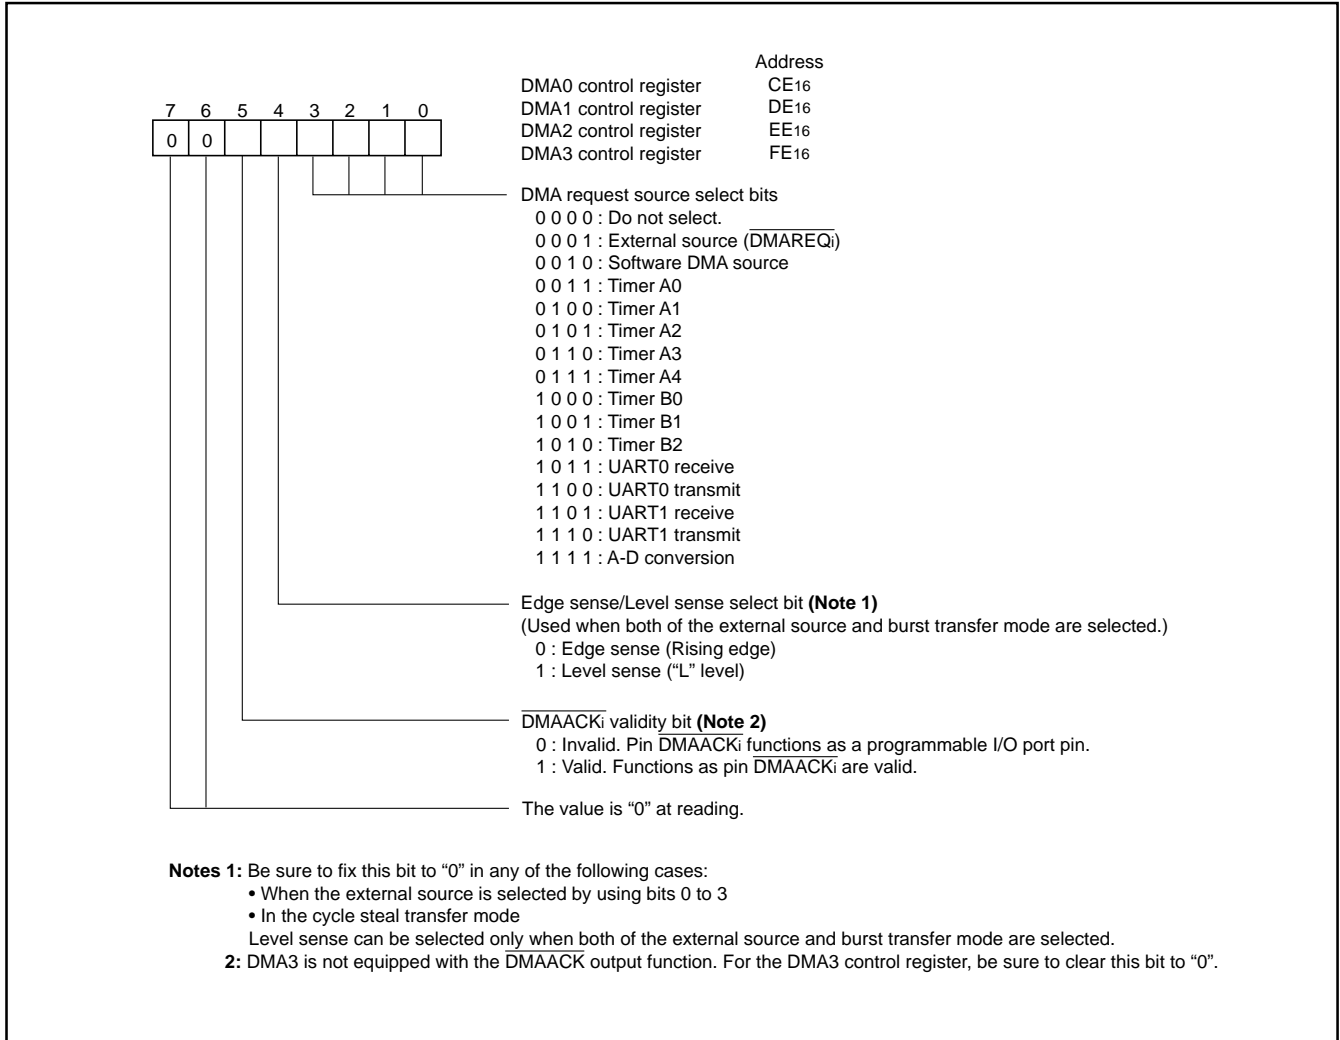 Address
DMA0 control register CE16
DMA1 control register DE16
DMA2 control register EE16
DMA3 control register FE16
7 6 5 4 3 2 1 0
0 0
DMA request source select bits
0 0 0 0 : Do not select.
0 0 0 1 : External source (DMAREQi)
0 0 1 0 : Software DMA source
0 0 1 1 : Timer A0
0 1 0 0 : Timer A1
0 1 0 1 : Timer A2
0 1 1 0 : Timer A3
0 1 1 1 : Timer A4
1 0 0 0 : Timer B0
1 0 0 1 : Timer B1
1 0 1 0 : Timer B2
1 0 1 1 : UART0 receive
1 1 0 0 : UART0 transmit
1 1 0 1 : UART1 receive
1 1 1 0 : UART1 transmit
1 1 1 1 : A-D conversion
Edge sense/Level sense select bit (Note 1)
(Used when both of the external source and burst transfer mode are selected.)
0 : Edge sense (Rising edge)
1 : Level sense (“L” level)
DMAACKi validity bit (Note 2)
0 : Invalid. Pin DMAACKi functions as a programmable I/O port pin.
1 : Valid. Functions as pin DMAACKi are valid.
The value is “0” at reading.
Notes 1: Be sure to fix this bit to “0” in any of the following cases:
• When the external source is selected by using bits 0 to 3
• In the cycle steal transfer mode
Level sense can be selected only when both of the external source and burst transfer mode are selected.
2: DMA3 is not equipped with the DMAACK output function. For the DMA3 control register, be sure to clear this bit to “0”.